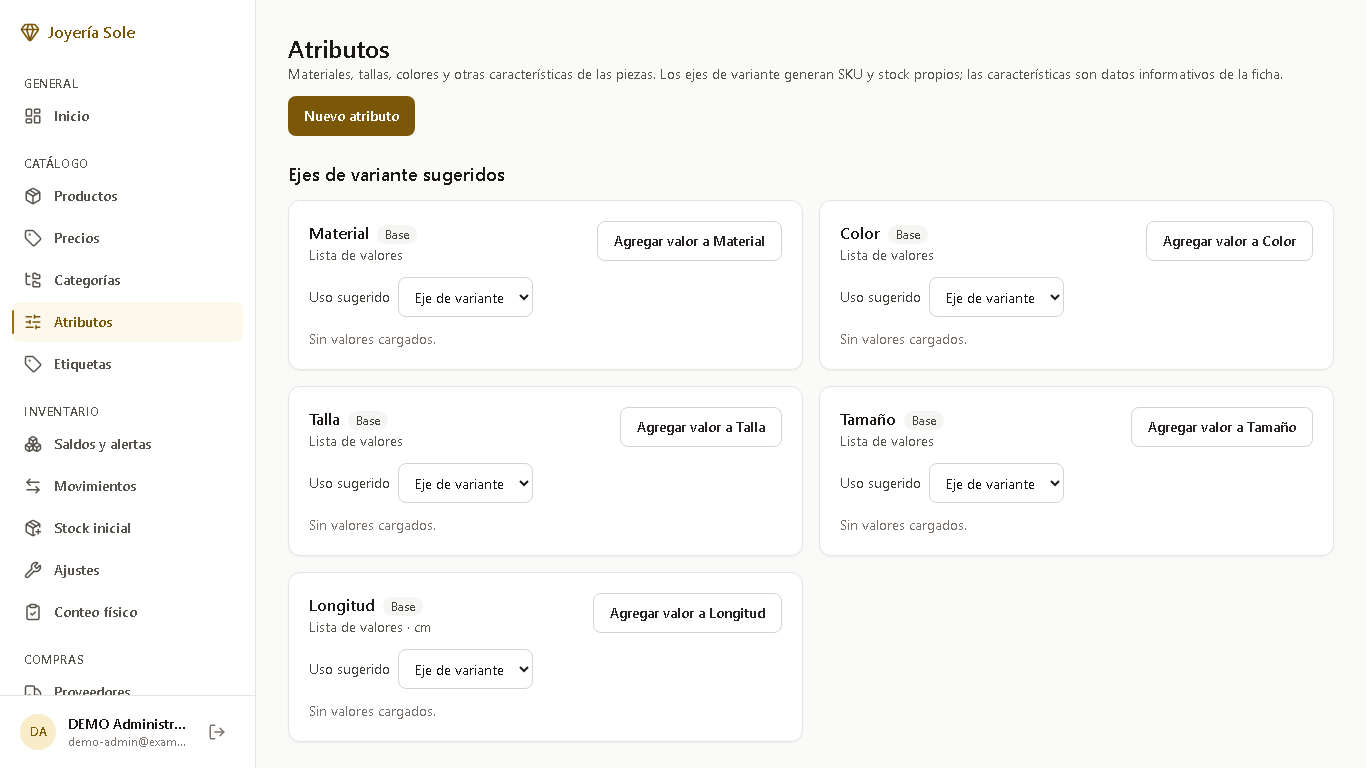 Joyería Sole
GENERAL
Inicio
CATÁLOGO
Productos
Precios
Categorías
Atributos
Etiquetas
INVENTARIO
Saldos y alertas
Movimientos
Stock inicial
Ajustes
Conteo físico
COMPRAS
Proveedores
DA
DEMO Administr...
demo-admin@exam...
Atributos
Materiales, tallas, colores y otras características de las piezas. Los ejes de variante generan SKU y stock propios; las características son datos informativos de la ficha.
Nuevo atributo
Ejes de variante sugeridos
Material Base
Lista de valores
Agregar valor a Material
Uso sugerido Eje de variante
Sin valores cargados.
Color Base
Lista de valores
Agregar valor a Color
Uso sugerido Eje de variante
Sin valores cargados.
Talla Base
Lista de valores
Agregar valor a Talla
Uso sugerido Eje de variante
Sin valores cargados.
Tamaño Base
Lista de valores
Agregar valor a Tamaño
Uso sugerido Eje de variante
Sin valores cargados.
Longitud Base
Lista de valores · cm
Agregar valor a Longitud
Uso sugerido Eje de variante
Sin valores cargados.